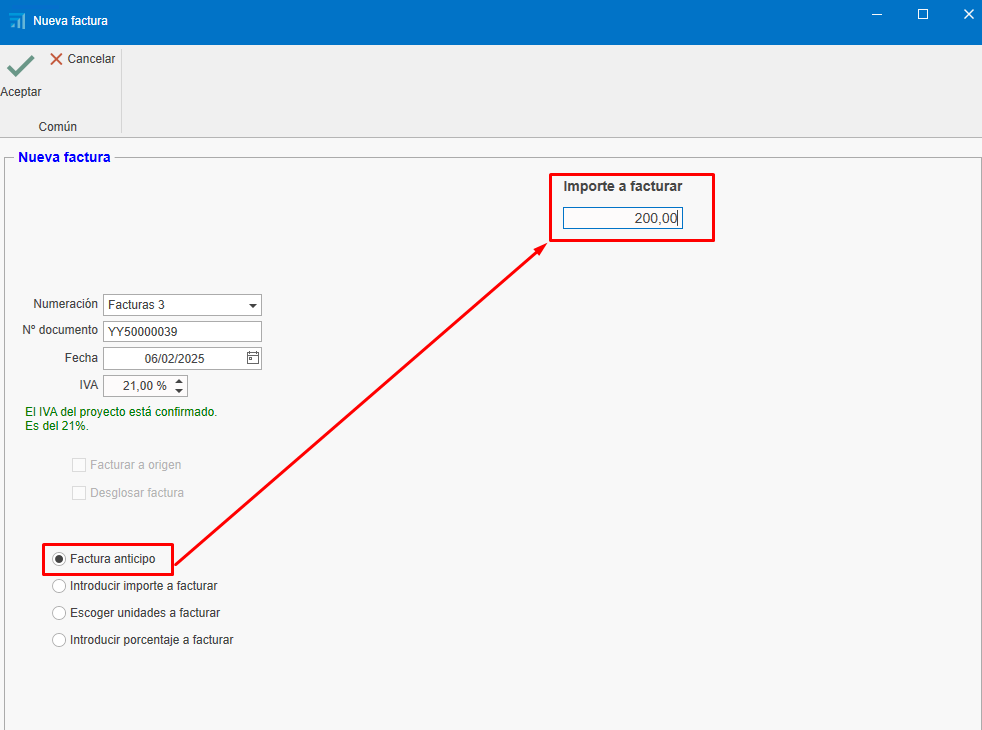 Nueva factura
Cancelar
Aceptar
Común
Nueva factura
Importe a facturar
200,00
Numeración Facturas 3
Nº documento YY50000039
Fecha 06/02/2025
IVA 21,00 %
El IVA del proyecto está confirmado.
Es del 21%.
Facturar a origen
Desglosar factura
Factura anticipo
Introducir importe a facturar
Escoger unidades a facturar
Introducir porcentaje a facturar